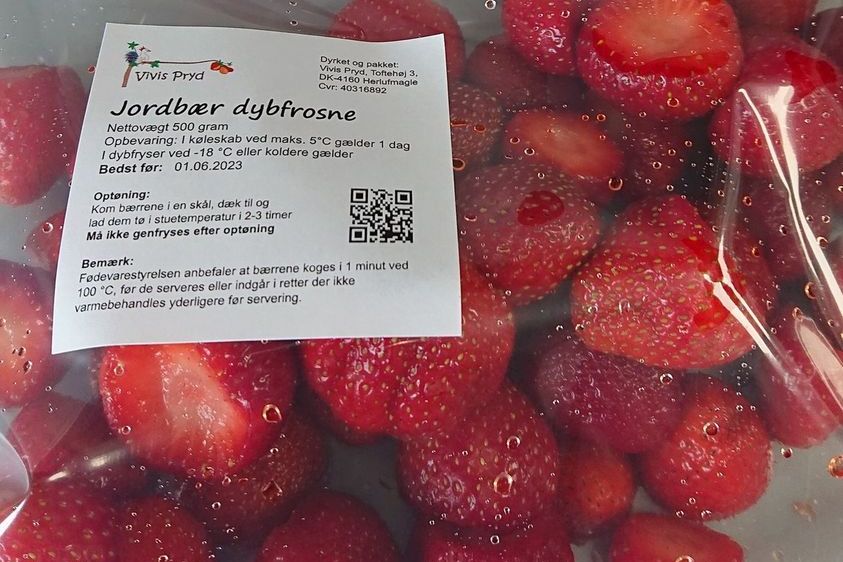 Vivis Pryd
Dyrket og pakket:
Vivis Pryd, Toftehøj 3,
DK-4160 Herlufmagle
Cvr: 40316892
Jordbær dybfrosne
Nettovægt 500 gram
Opbevaring: I køleskab ved maks. 5°C gælder 1 dag
I dybfryser ved -18 °C eller koldere gælder
Bedst før: 01.06.2023
Optøning:
Kom bærrene i en skål, dæk til og
lad dem tø i stuetemperatur i 2-3 timer
Må ikke genfryses efter optøning
Bemærk:
Fødevarestyrelsen anbefaler at bærrene koges i 1 minut ved
100 °C, før de serveres eller indgår i retter der ikke
varmebehandles yderligere før servering.